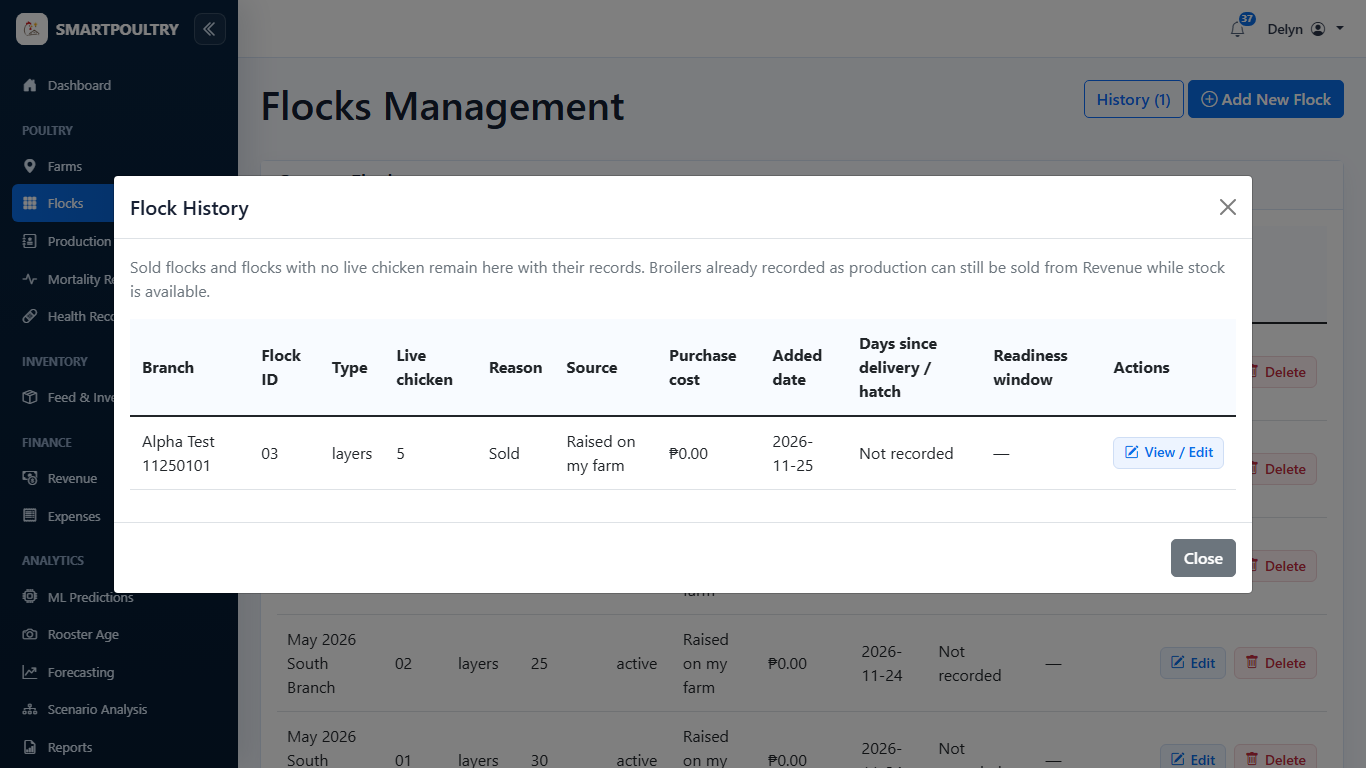 SMARTPOULTRY
37
Delyn
Dashboard
Flocks Management
History (1)
Add New Flock
POULTRY
Farms
Flocks
Production
Mortality Re
Health Reco
INVENTORY
Feed & Inve
FINANCE
Revenue
Expenses
ANALYTICS
ML Predictions
Rooster Age
Forecasting
Scenario Analysis
Reports
Flock History
Sold flocks and flocks with no live chicken remain here with their records. Broilers already recorded as production can still be sold from Revenue while stock
is available.
Branch
Flock
ID
Type
Live
chicken
Reason
Source
Purchase
cost
Added
date
Days since
delivery /
hatch
Readiness
window
Actions
Alpha Test
11250101
03
layers
5
Sold
Raised on
my farm
₱0.00
2026-
11-25
Not recorded
—
View / Edit
Close
Delete
Delete
Delete
May 2026
South
Branch
02
layers
25
active
Raised
on my
farm
₱0.00
2026-
11-24
Not
recorded
—
Edit
Delete
May 2026
South
01
layers
30
active
Raised
on my
₱0.00
2026-
Not
—
Edit
Delete